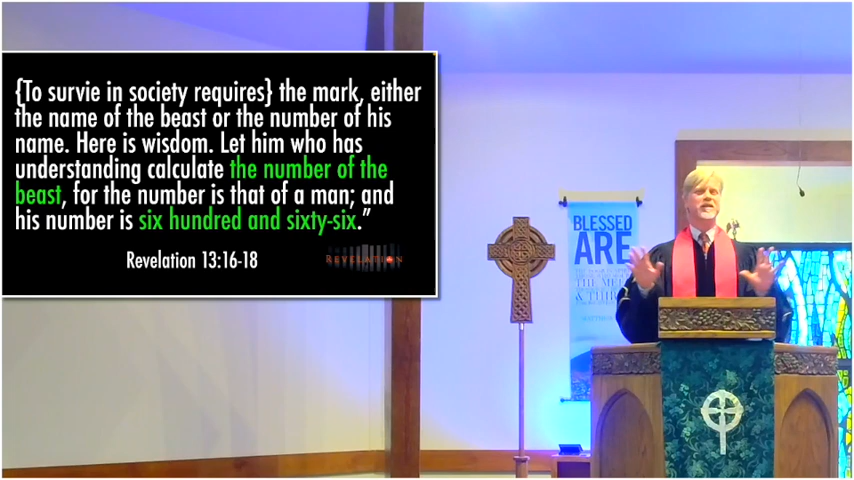 {To survie in society requires} the mark, either
the name of the beast or the number of his
name. Here is wisdom. Let him who has
understanding calculate the number of the
beast, for the number is that of a man; and
his number is six hundred and sixty-six.”
Revelation 13:16-18
REVELATION
BLESSED
ARE
THE ME
& THI